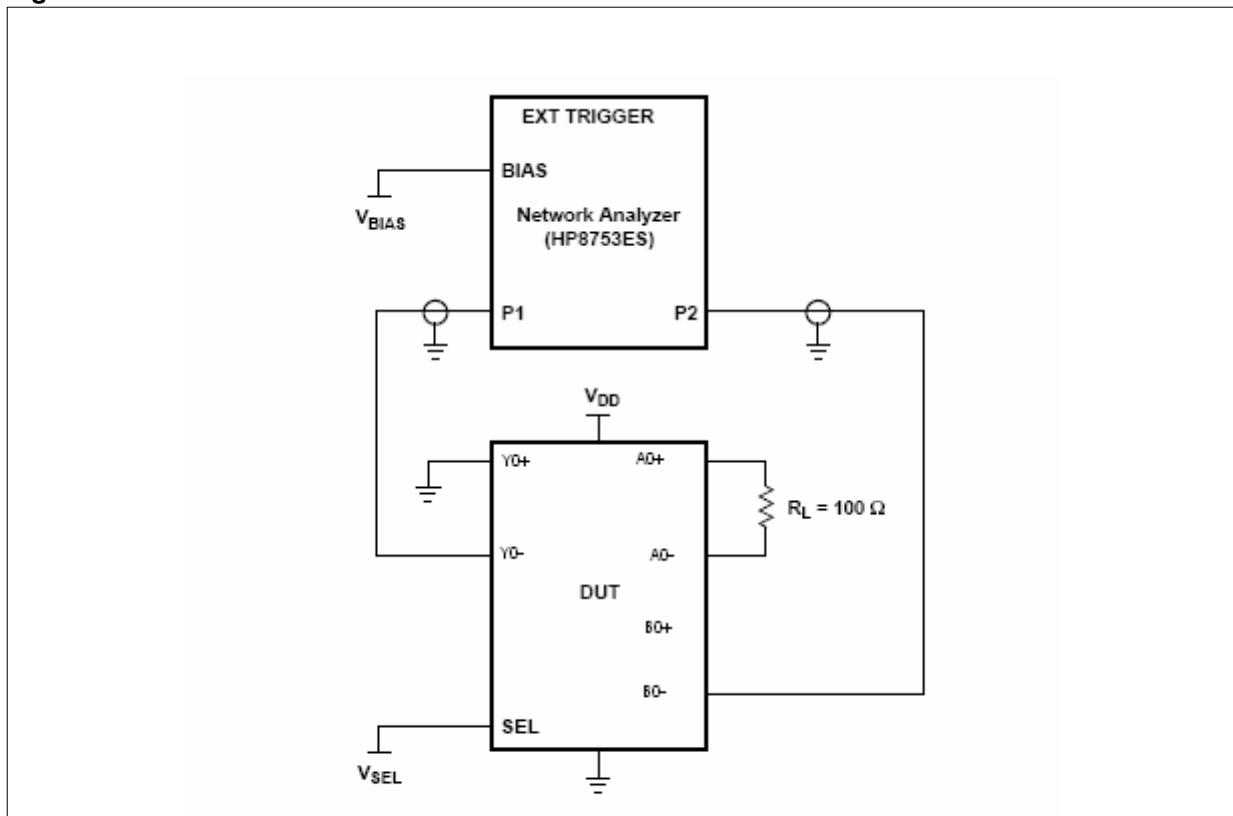 EXT TRIGGER
BIAS
VBIAS
Network Analyzer
(HP8753ES)
P1
P2
VDD
Y0+
A0+
RL = 100 Ω
Y0-
A0-
DUT
B0+
B0-
SEL
VSEL